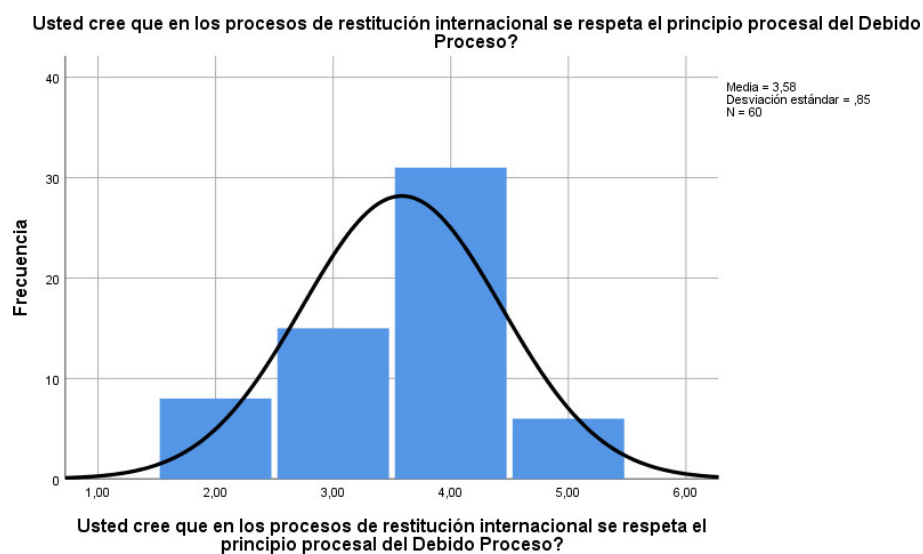 Usted cree que en los procesos de restitución internacional se respeta el principio procesal del Debido
Proceso?
Media = 3,58
Desviación estándar = ,85
N = 60
Frecuencia
40
30
20
10
0
1,00 2,00 3,00 4,00 5,00 6,00
Usted cree que en los procesos de restitución internacional se respeta el
principio procesal del Debido Proceso?